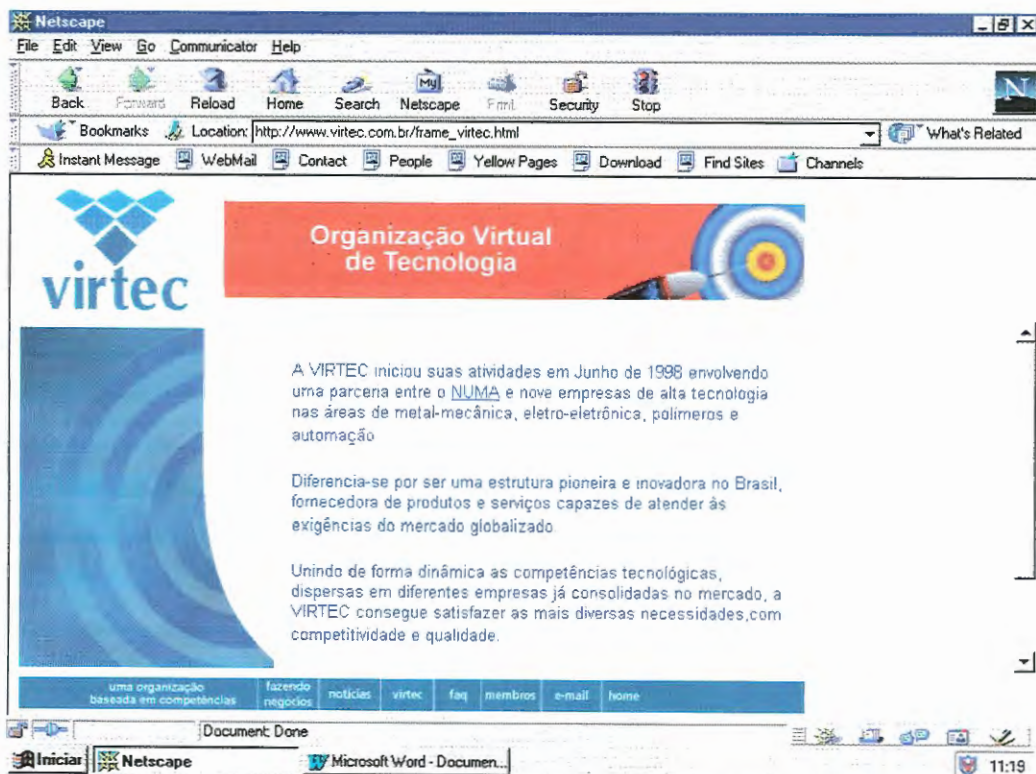 Netscape
File Edit View Go Communicator Help
Back Forward Reload Home Search Netscape Print Security Stop
My
N
Bookmarks Location: http://www.virtec.com.br/frame_virtec.html What's Related
Instant Message WebMail Contact People Yellow Pages Download Find Sites Channels
virtec
Organização Virtual
de Tecnologia
A VIRTEC iniciou suas atividades em Junho de 1998 envolvendo
uma parceria entre o NUMA e nove empresas de alta tecnologia
nas áreas de metal-mecânica, eletro-eletrônica, polímeros e
automação
Diferencia-se por ser uma estrutura pioneira e inovadora no Brasil,
fornecedora de produtos e serviços capazes de atender às
exigências do mercado globalizado.
Unindo de forma dinâmica as competências tecnológicas,
dispersas em diferentes empresas já consolidadas no mercado, a
VIRTEC consegue satisfazer as mais diversas necessidades,com
competitividade e qualidade.
uma organização
baseada em competências
fazendo
negocios
notícias virtec faq membros e-mail home
Document: Done
Iniciar Netscape Microsoft Word - Documen... 11:19